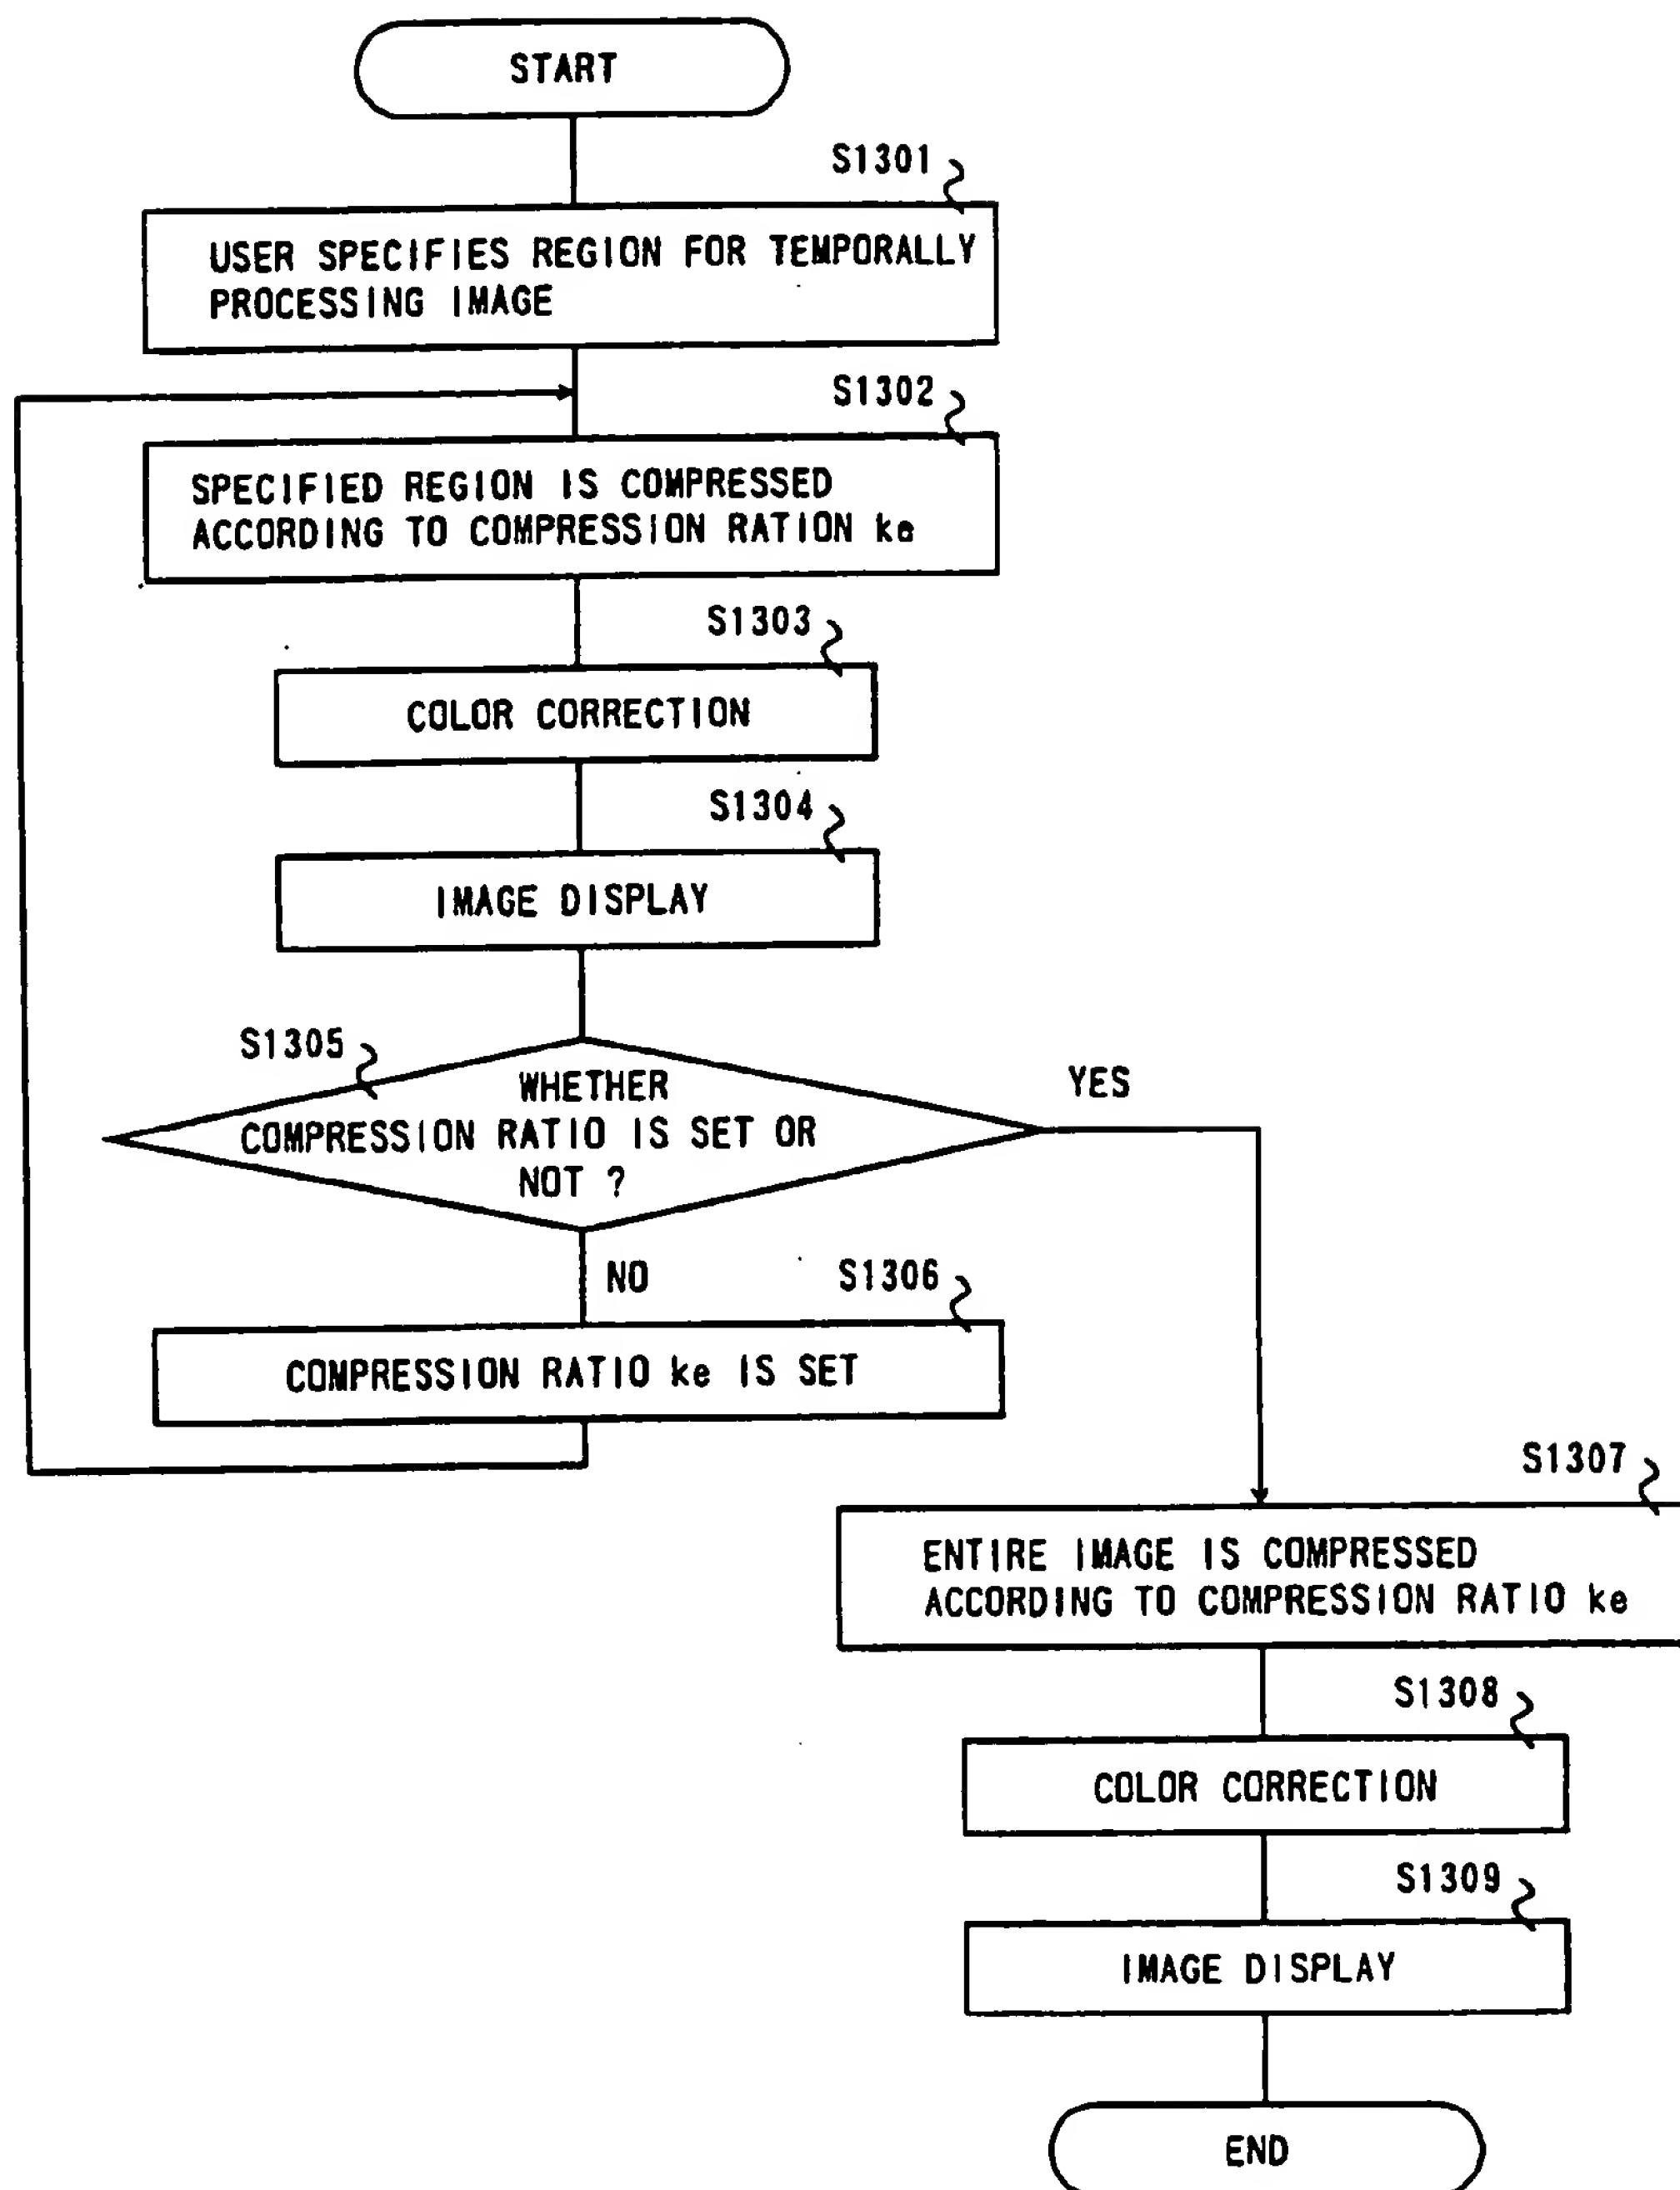 START
S1301
USER SPECIFIES REGION FOR TEMPORALLY
PROCESSING IMAGE
S1302
SPECIFIED REGION IS COMPRESSED
ACCORDING TO COMPRESSION RATION ke
S1303
COLOR CORRECTION
S1304
IMAGE DISPLAY
S1305
WHETHER
COMPRESSION RATIO IS SET OR
NOT ?
YES
NO
S1306
COMPRESSION RATIO ke IS SET
S1307
ENTIRE IMAGE IS COMPRESSED
ACCORDING TO COMPRESSION RATIO ke
S1308
COLOR CORRECTION
S1309
IMAGE DISPLAY
END